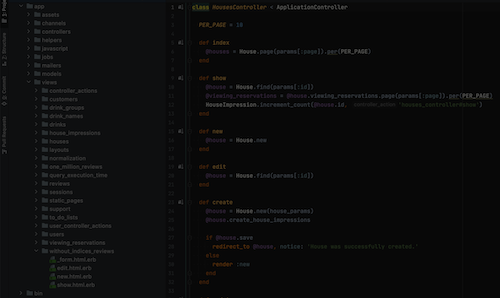 Project
Structure
Commit
Pull Requests
app
assets
channels
controllers
helpers
javascript
jobs
mailers
models
views
controller_actions
customers
drink_groups
drink_names
drinks
house_impressions
houses
layouts
normalization
one_million_reviews
query_execution_time
reviews
sessions
static_pages
support
to_do_lists
user_controller_actions
users
viewing_reservations
without_indices_reviews
_form.html.erb
edit.html.erb
new.html.erb
show.html.erb
bin
class HousesController < ApplicationController
PER_PAGE = 10
def index
@houses = House.page(params[:page]).per(PER_PAGE)
end
def show
@house = House.find(params[:id])
@viewing_reservations = @house.viewing_reservations.page(params[:page]).per(PER_PAGE)
HouseImpression.increment_count(@house.id,
end
def new
@house = House.new
end
def edit
@house = House.find(params[:id])
end
def create
@house = House.new(house_params)
@house.create_house_impressions
if @house.save
redirect_to @house, notice: 'House was successfully created.'
else
render :new
end
end